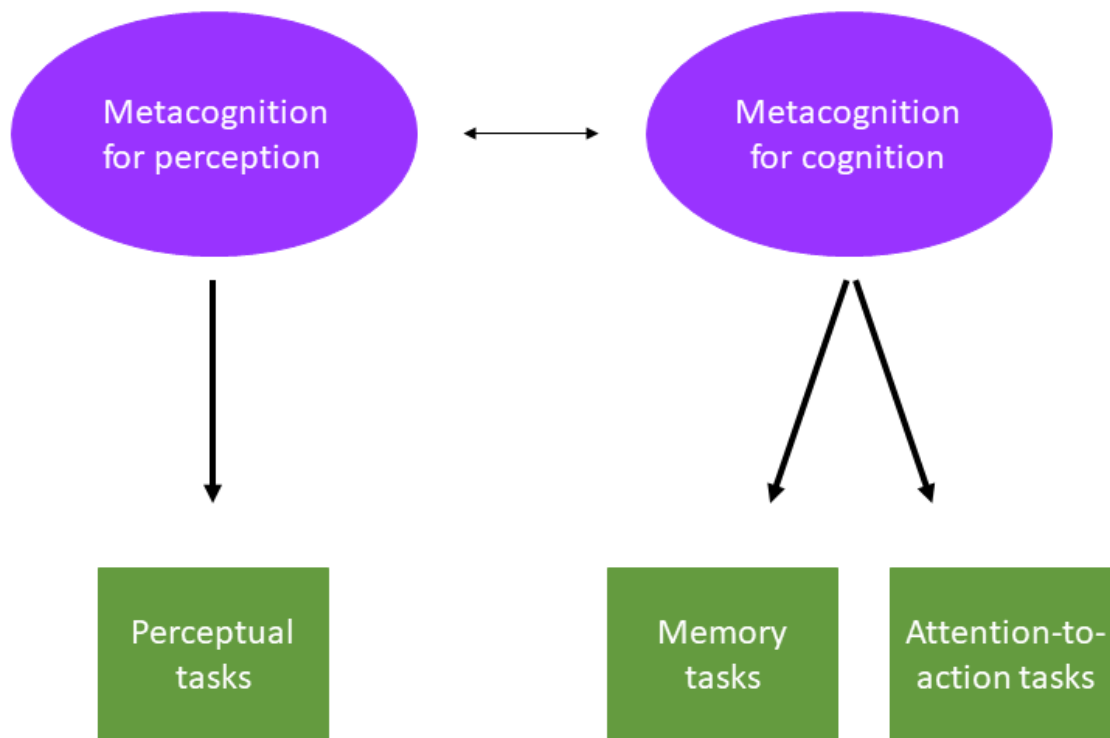 Metacognition
for perception
Metacognition
for cognition
Perceptual
tasks
Memory
tasks
Attention-to-
action tasks